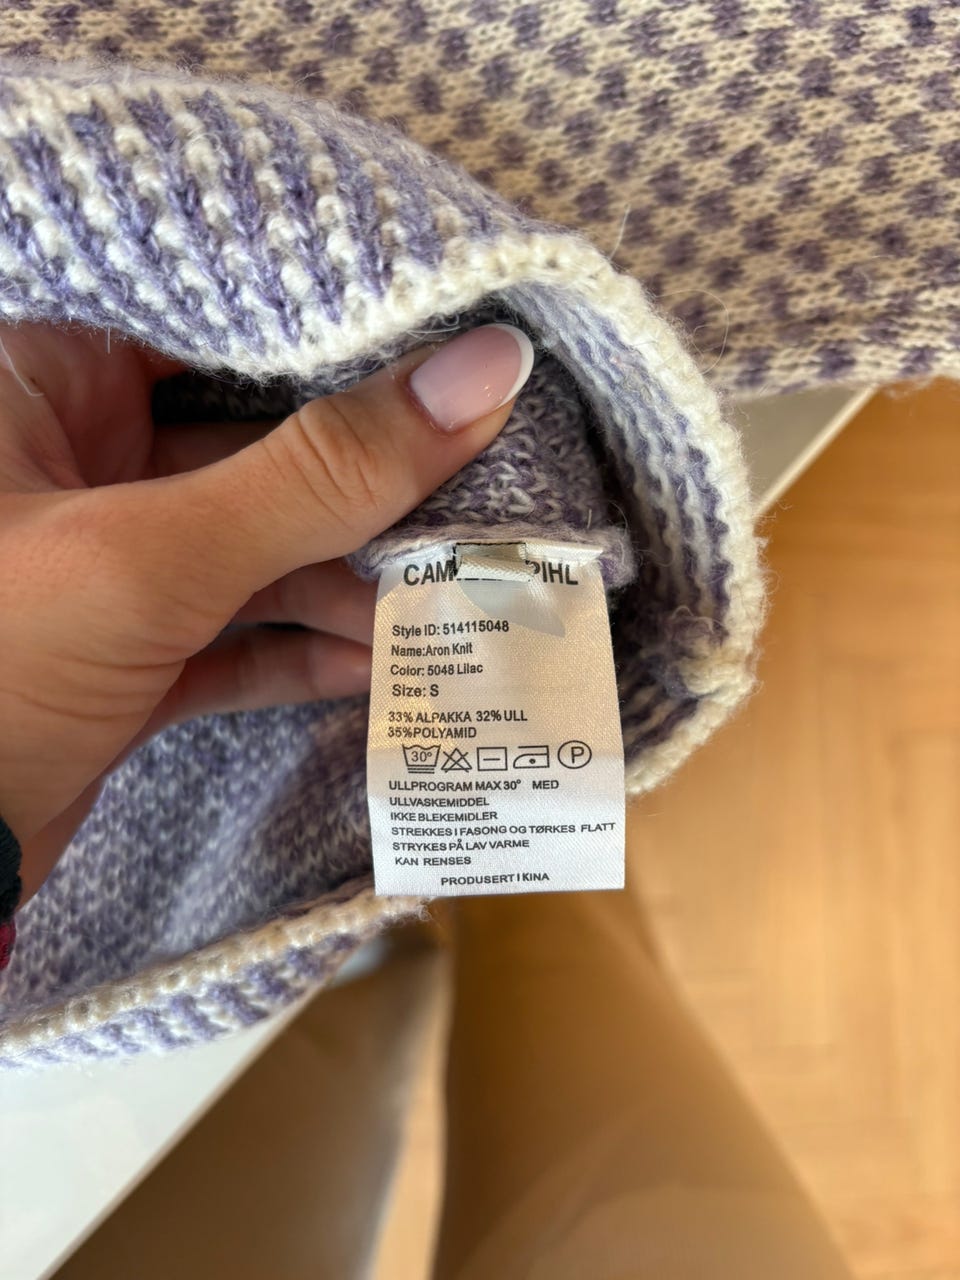 PIHL
Style ID: 514115048
Name:Aron Knit
Color: 5048 Lilac
Size: S
33% ALPAKKA 32% ULL
35%POLYAMID
30° P
ULLPROGRAM MAX 30° MED
ULLVASKEMIDDEL
IKKE BLEKEMIDLER
STREKKES I FASONG OG TØRKES FLATT
STRYKES PÅ LAV VARME
KAN RENSES
PRODUSERT I KINA